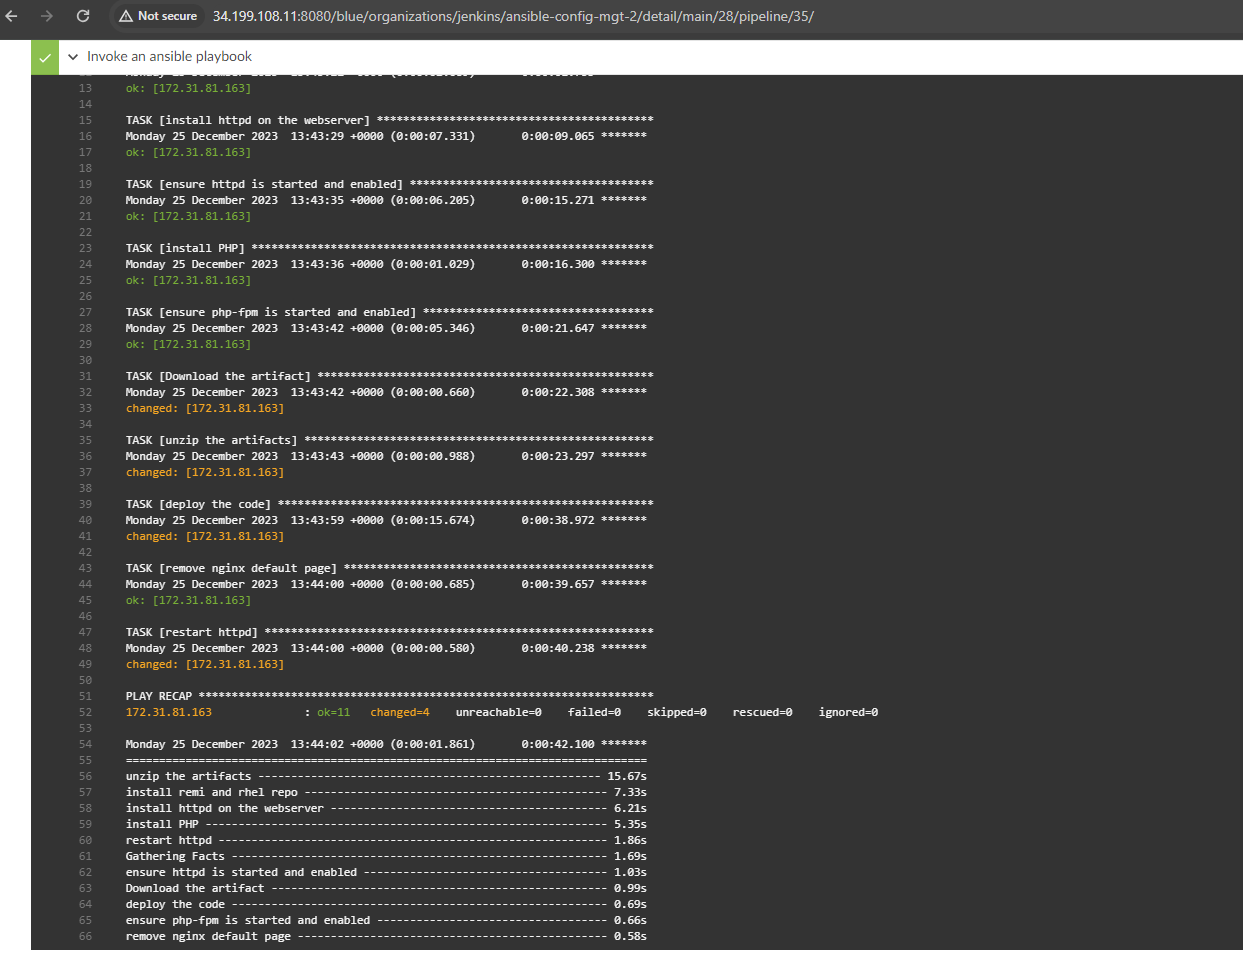 Not secure 34.199.108.11:8080/blue/organizations/jenkins/ansible-config-mgt-2/detail/main/28/pipeline/35/
Invoke an ansible playbook
13 ok: [172.31.81.163]
14
15 TASK [install httpd on the webserver] ******************************************
16 Monday 25 December 2023  13:43:29 +0000 (0:00:07.331)       0:00:09.065 *******
17 ok: [172.31.81.163]
18
19 TASK [ensure httpd is started and enabled] *************************************
20 Monday 25 December 2023  13:43:35 +0000 (0:00:06.205)       0:00:15.271 *******
21 ok: [172.31.81.163]
22
23 TASK [install PHP] *************************************************************
24 Monday 25 December 2023  13:43:36 +0000 (0:00:01.029)       0:00:16.300 *******
25 ok: [172.31.81.163]
26
27 TASK [ensure php-fpm is started and enabled] ***********************************
28 Monday 25 December 2023  13:43:42 +0000 (0:00:05.346)       0:00:21.647 *******
29 ok: [172.31.81.163]
30
31 TASK [Download the artifact] ***************************************************
32 Monday 25 December 2023  13:43:42 +0000 (0:00:00.660)       0:00:22.308 *******
33 changed: [172.31.81.163]
34
35 TASK [unzip the artifacts] *****************************************************
36 Monday 25 December 2023  13:43:43 +0000 (0:00:00.988)       0:00:23.297 *******
37 changed: [172.31.81.163]
38
39 TASK [deploy the code] *********************************************************
40 Monday 25 December 2023  13:43:59 +0000 (0:00:15.674)       0:00:38.972 *******
41 changed: [172.31.81.163]
42
43 TASK [remove nginx default page] ***********************************************
44 Monday 25 December 2023  13:44:00 +0000 (0:00:00.685)       0:00:39.657 *******
45 ok: [172.31.81.163]
46
47 TASK [restart httpd] ***********************************************************
48 Monday 25 December 2023  13:44:00 +0000 (0:00:00.580)       0:00:40.238 *******
49 changed: [172.31.81.163]
50
51 PLAY RECAP *********************************************************************
52 172.31.81.163              : ok=11   changed=4    unreachable=0    failed=0    skipped=0    rescued=0    ignored=0
53
54 Monday 25 December 2023  13:44:02 +0000 (0:00:01.861)       0:00:42.100 *******
55 ===============================================================================
56 unzip the artifacts ---------------------------------------------------- 15.67s
57 install remi and rhel repo ---------------------------------------------- 7.33s
58 install httpd on the webserver ------------------------------------------ 6.21s
59 install PHP ------------------------------------------------------------- 5.35s
60 restart httpd ----------------------------------------------------------- 1.86s
61 Gathering Facts --------------------------------------------------------- 1.69s
62 ensure httpd is started and enabled ------------------------------------- 1.03s
63 Download the artifact --------------------------------------------------- 0.99s
64 deploy the code --------------------------------------------------------- 0.69s
65 ensure php-fpm is started and enabled ----------------------------------- 0.66s
66 remove nginx default page ----------------------------------------------- 0.58s